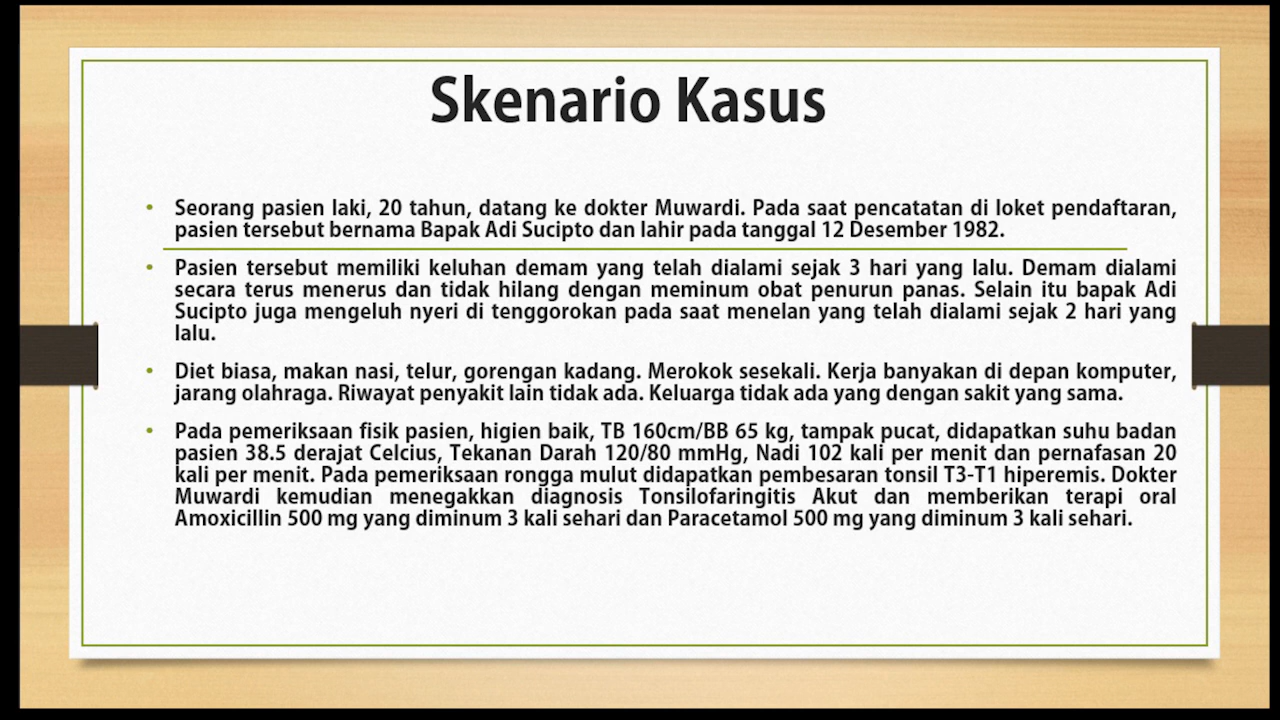 Skenario Kasus
• Seorang pasien laki, 20 tahun, datang ke dokter Muwardi. Pada saat pencatatan di loket pendaftaran,
pasien tersebut bernama Bapak Adi Sucipto dan lahir pada tanggal 12 Desember 1982.
• Pasien tersebut memiliki keluhan demam yang telah dialami sejak 3 hari yang lalu. Demam dialami
secara terus menerus dan tidak hilang dengan meminum obat penurun panas. Selain itu bapak Adi
Sucipto juga mengeluh nyeri di tenggorokan pada saat menelan yang telah dialami sejak 2 hari yang
lalu.
• Diet biasa, makan nasi, telur, gorengan kadang. Merokok sesekali. Kerja banyakan di depan komputer,
jarang olahraga. Riwayat penyakit lain tidak ada. Keluarga tidak ada yang dengan sakit yang sama.
• Pada pemeriksaan fisik pasien, higien baik, TB 160cm/BB 65 kg, tampak pucat, didapatkan suhu badan
pasien 38.5 derajat Celcius, Tekanan Darah 120/80 mmHg, Nadi 102 kali per menit dan pernafasan 20
kali per menit. Pada pemeriksaan rongga mulut didapatkan pembesaran tonsil T3-T1 hiperemis. Dokter
Muwardi kemudian menegakkan diagnosis Tonsilofaringitis Akut dan memberikan terapi oral
Amoxicillin 500 mg yang diminum 3 kali sehari dan Paracetamol 500 mg yang diminum 3 kali sehari.